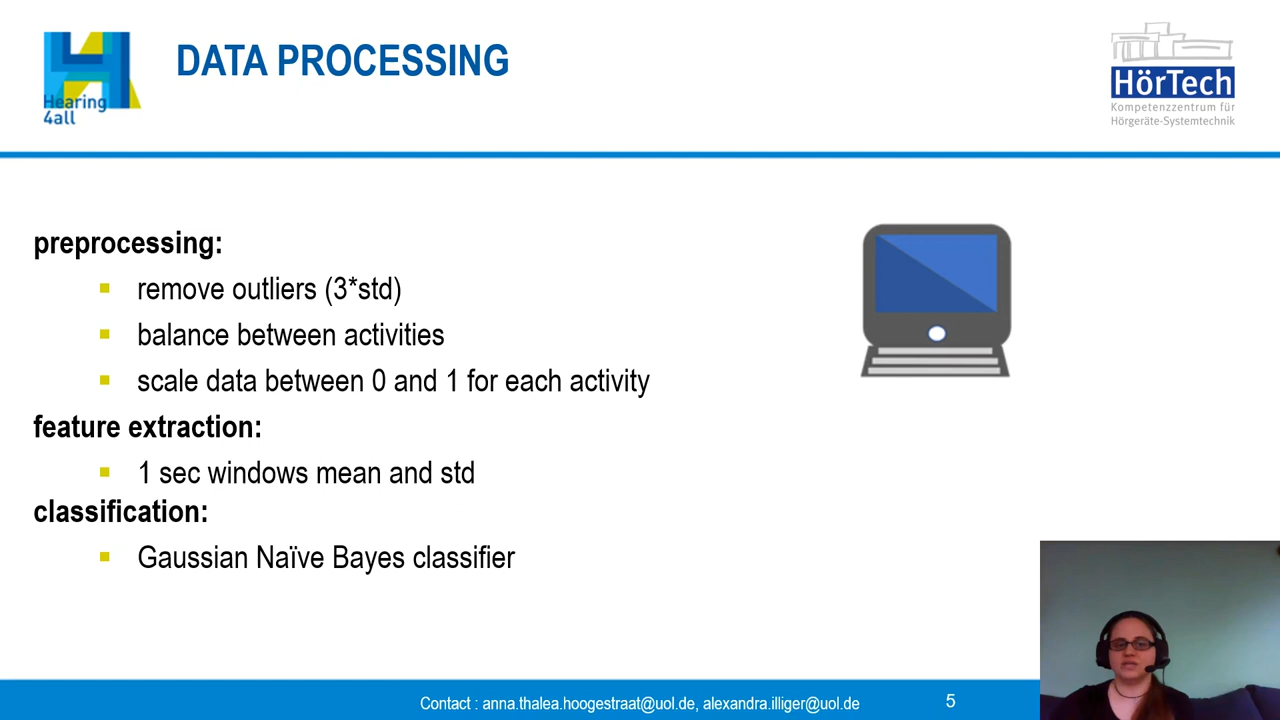 Hearing
4all
DATA PROCESSING
HörTech
Kompetenzzentrum für
Hörgeräte-Systemtechnik
preprocessing:
remove outliers (3*std)
balance between activities
scale data between 0 and 1 for each activity
feature extraction:
1 sec windows mean and std
classification:
Gaussian Naïve Bayes classifier
Contact : anna.thalea.hoogestraat@uol.de, alexandra.illiger@uol.de
5